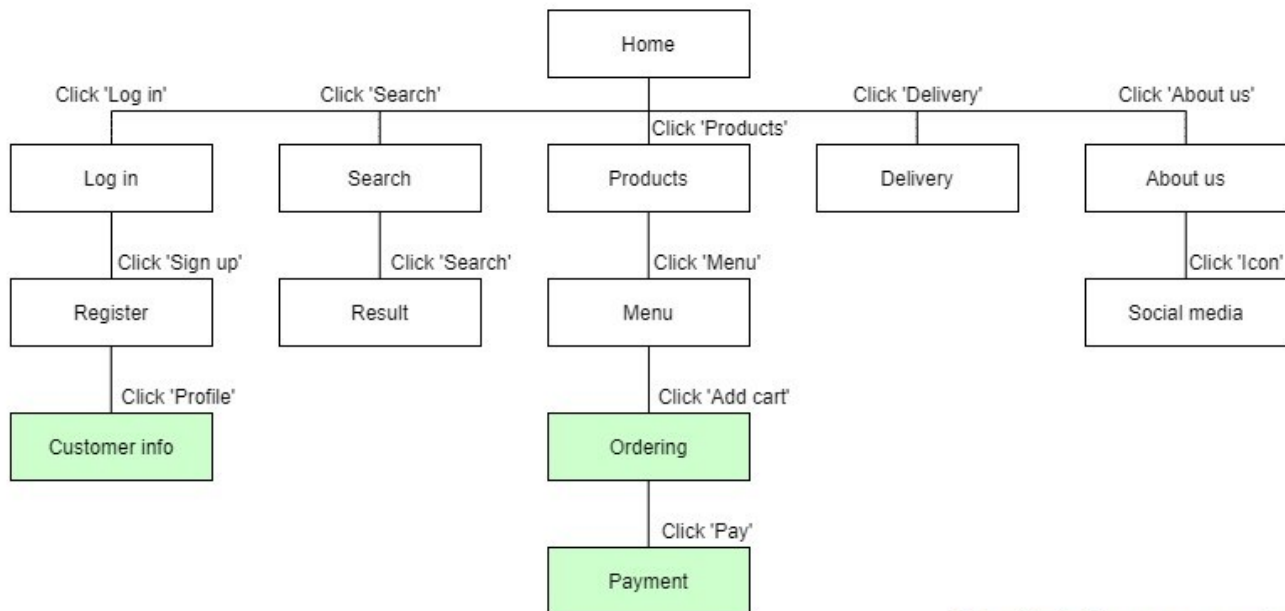 Home
Click 'Log in'
Click 'Search'
Click 'Delivery'
Click 'About us'
Click 'Products'
Log in
Search
Products
Delivery
About us
Click 'Sign up'
Click 'Search'
Click 'Menu'
Click 'Icon'
Register
Result
Menu
Social media
Click 'Profile'
Click 'Add cart'
Customer info
Ordering
Click 'Pay'
Payment